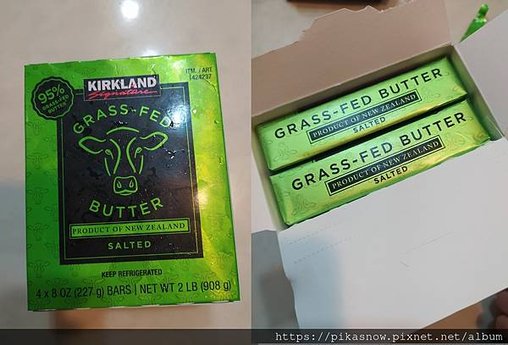 ITM. / ART.
1424237
KIRKLAND
Signature
95%
GRASS-FED
BUTTER
GRASS-FED
BUTTER
PRODUCT OF NEW ZEALAND
SALTED
KEEP REFRIGERATED
4 x 8 OZ (227 g) BARS | NET WT 2 LB (908 g)
GRASS-FED BUTTER
PRODUCT OF NEW ZEALAND
SALTED
GRASS-FED BUTTER
PRODUCT OF NEW ZEALAND
SALTED
https://pikasnow.pixnet.net/album